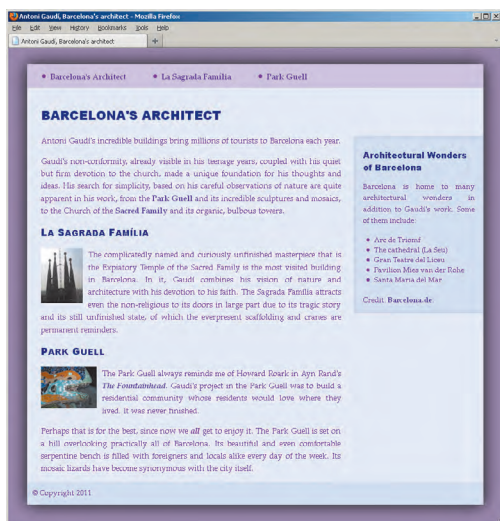 Antoni Gaudí, Barcelona's architect - Mozilla Firefox
File Edit View History Bookmarks Tools Help
Antoni Gaudí, Barcelona's architect +
Barcelona's Architect La Sagrada Família Park Guell
BARCELONA'S ARCHITECT
Antoni Gaudí's incredible buildings bring millions of tourists to Barcelona each year.
Gaudí's non-conformity, already visible in his teenage years, coupled with his quiet
but firm devotion to the church, made a unique foundation for his thoughts and
ideas. His search for simplicity, based on his careful observations of nature are quite
apparent in his work, from the Park Guell and its incredible sculptures and mosaics,
to the Church of the Sacred Family and its organic, bulbous towers.
LA SAGRADA FAMÍLIA
The complicatedly named and curiously unfinished masterpiece that is
the Expiatory Temple of the Sacred Family is the most visited building
in Barcelona. In it, Gaudí combines his vision of nature and
architecture with his devotion to his faith. The Sagrada Família attracts
even the non-religious to its doors in large part due to its tragic story
and its still unfinished state, of which the everpresent scaffolding and cranes are
permanent reminders.
PARK GUELL
The Park Guell always reminds me of Howard Roark in Ayn Rand's
The Fountainhead. Gaudí's project in the Park Guell was to build a
residential community whose residents would love where they
lived. It was never finished.
Perhaps that is for the best, since now we all get to enjoy it. The Park Guell is set on
a hill overlooking practically all of Barcelona. Its beautiful and even comfortable
serpentine bench is filled with foreigners and locals alike every day of the week. Its
mosaic lizards have become synonymous with the city itself.
Architectural Wonders
of Barcelona
Barcelona is home to many
architectural wonders in
addition to Gaudí's work. Some
of them include:
Arc de Triomf
The cathedral (La Seu)
Gran Teatre del Liceu
Pavilion Mies van der Rohe
Santa Maria del Mar
Credit: Barcelona.de
© Copyright 2011